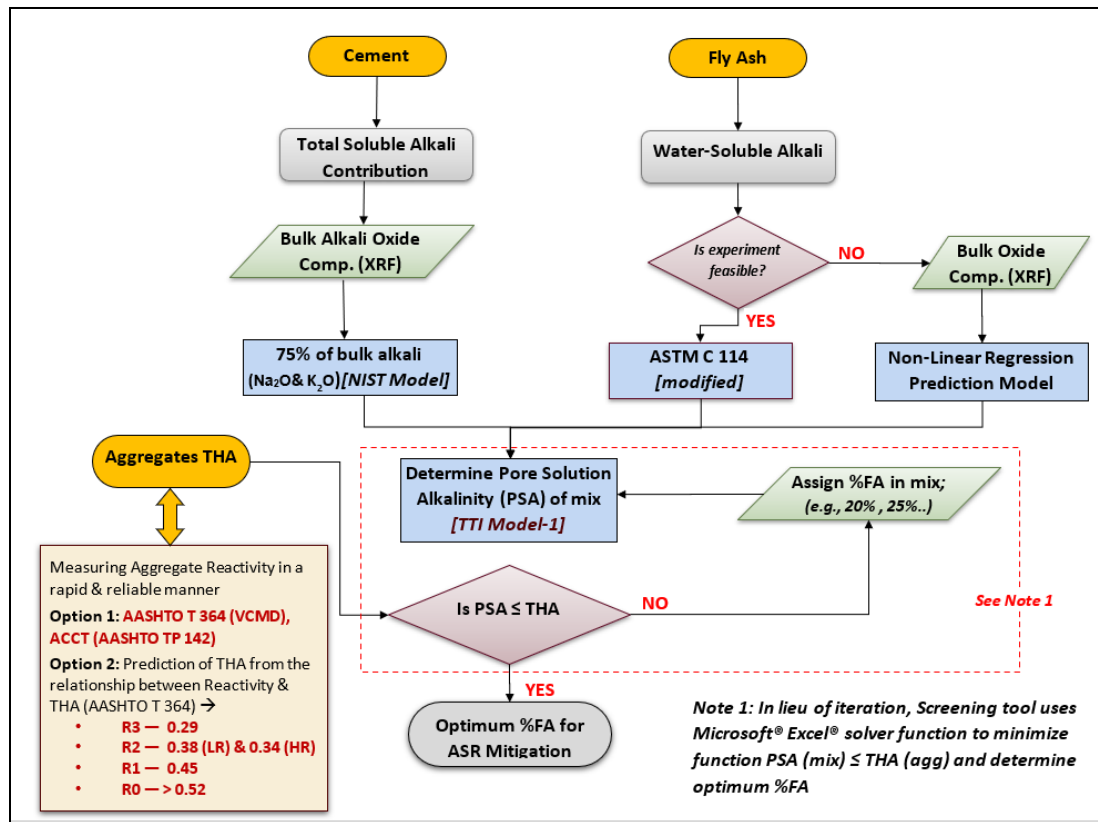 Cement
Fly Ash
Total Soluble Alkali
Contribution
Water-Soluble Alkali
Bulk Alkali Oxide
Comp. (XRF)
Is experiment
feasible?
NO
Bulk Oxide
Comp. (XRF)
YES
75% of bulk alkali
(Na₂O& K₂O)[NIST Model]
ASTM C 114
[modified]
Non-Linear Regression
Prediction Model
Aggregates THA
Determine Pore Solution
Alkalinity (PSA) of mix
[TTI Model-1]
Assign %FA in mix;
(e.g., 20% , 25%..)
Measuring Aggregate Reactivity in a
rapid & reliable manner
Option 1: AASHTO T 364 (VCMD),
ACCT (AASHTO TP 142)
Option 2: Prediction of THA from the
relationship between Reactivity &
THA (AASHTO T 364) →
• R3 — 0.29
• R2 — 0.38 (LR) & 0.34 (HR)
• R1 — 0.45
• R0 — > 0.52
Is PSA ≤ THA
NO
See Note 1
YES
Optimum %FA for
ASR Mitigation
Note 1: In lieu of iteration, Screening tool uses
Microsoft® Excel® solver function to minimize
function PSA (mix) ≤ THA (agg) and determine
optimum %FA